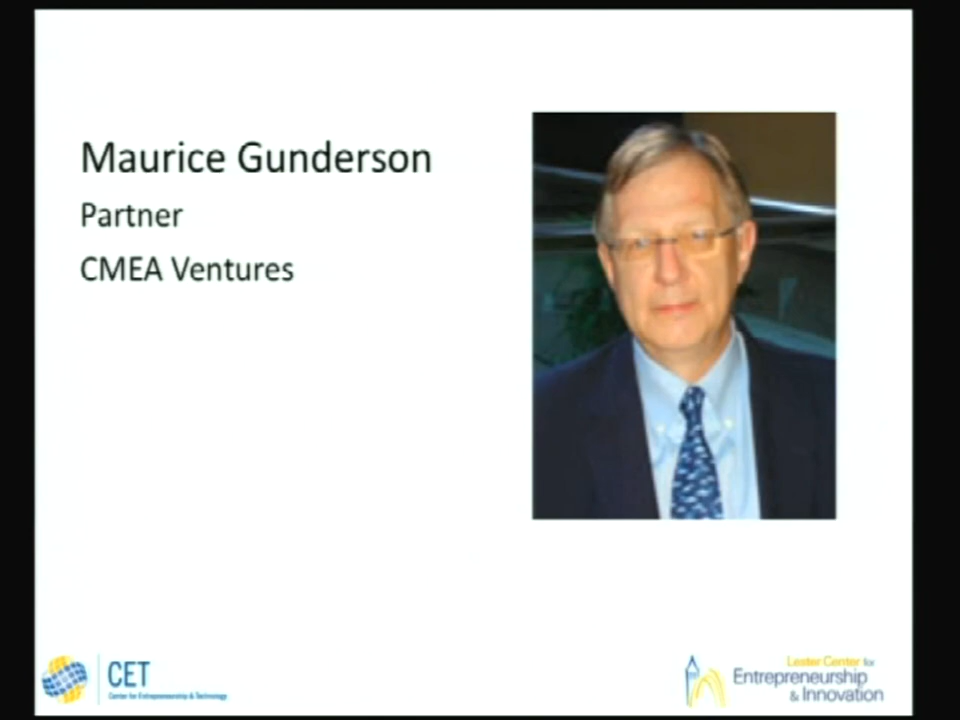 Maurice Gunderson
Partner
CMEA Ventures
CET
Center for Entrepreneurship & Technology
Lester Center for
Entrepreneurship
& Innovation